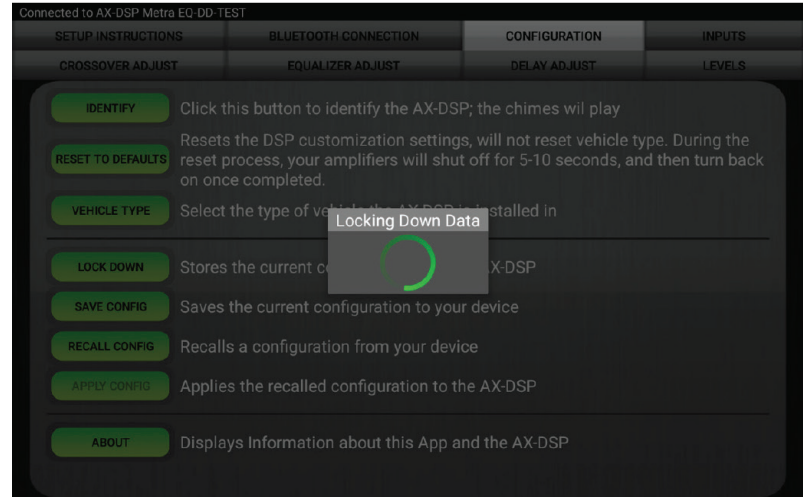 Connected to AX-DSP Metra EQ-DD-TEST
SETUP INSTRUCTIONS BLUETOOTH CONNECTION CONFIGURATION INPUTS
CROSSOVER ADJUST EQUALIZER ADJUST DELAY ADJUST LEVELS
IDENTIFY Click this button to identify the AX-DSP; the chimes wil play
Resets the DSP customization settings, will not reset vehicle type. During the
RESET TO DEFAULTS reset process, your amplifiers will shut off for 5-10 seconds, and then turn back
on once completed.
VEHICLE TYPE Select the type of vehicle the AX-DSP is installed in
Locking Down Data
LOCK DOWN Stores the current X-DSP
SAVE CONFIG Saves the current configuration to your device
RECALL CONFIG Recalls a configuration from your device
APPLY CONFIG Applies the recalled configuration to the AX-DSP
ABOUT Displays Information about this App and the AX-DSP